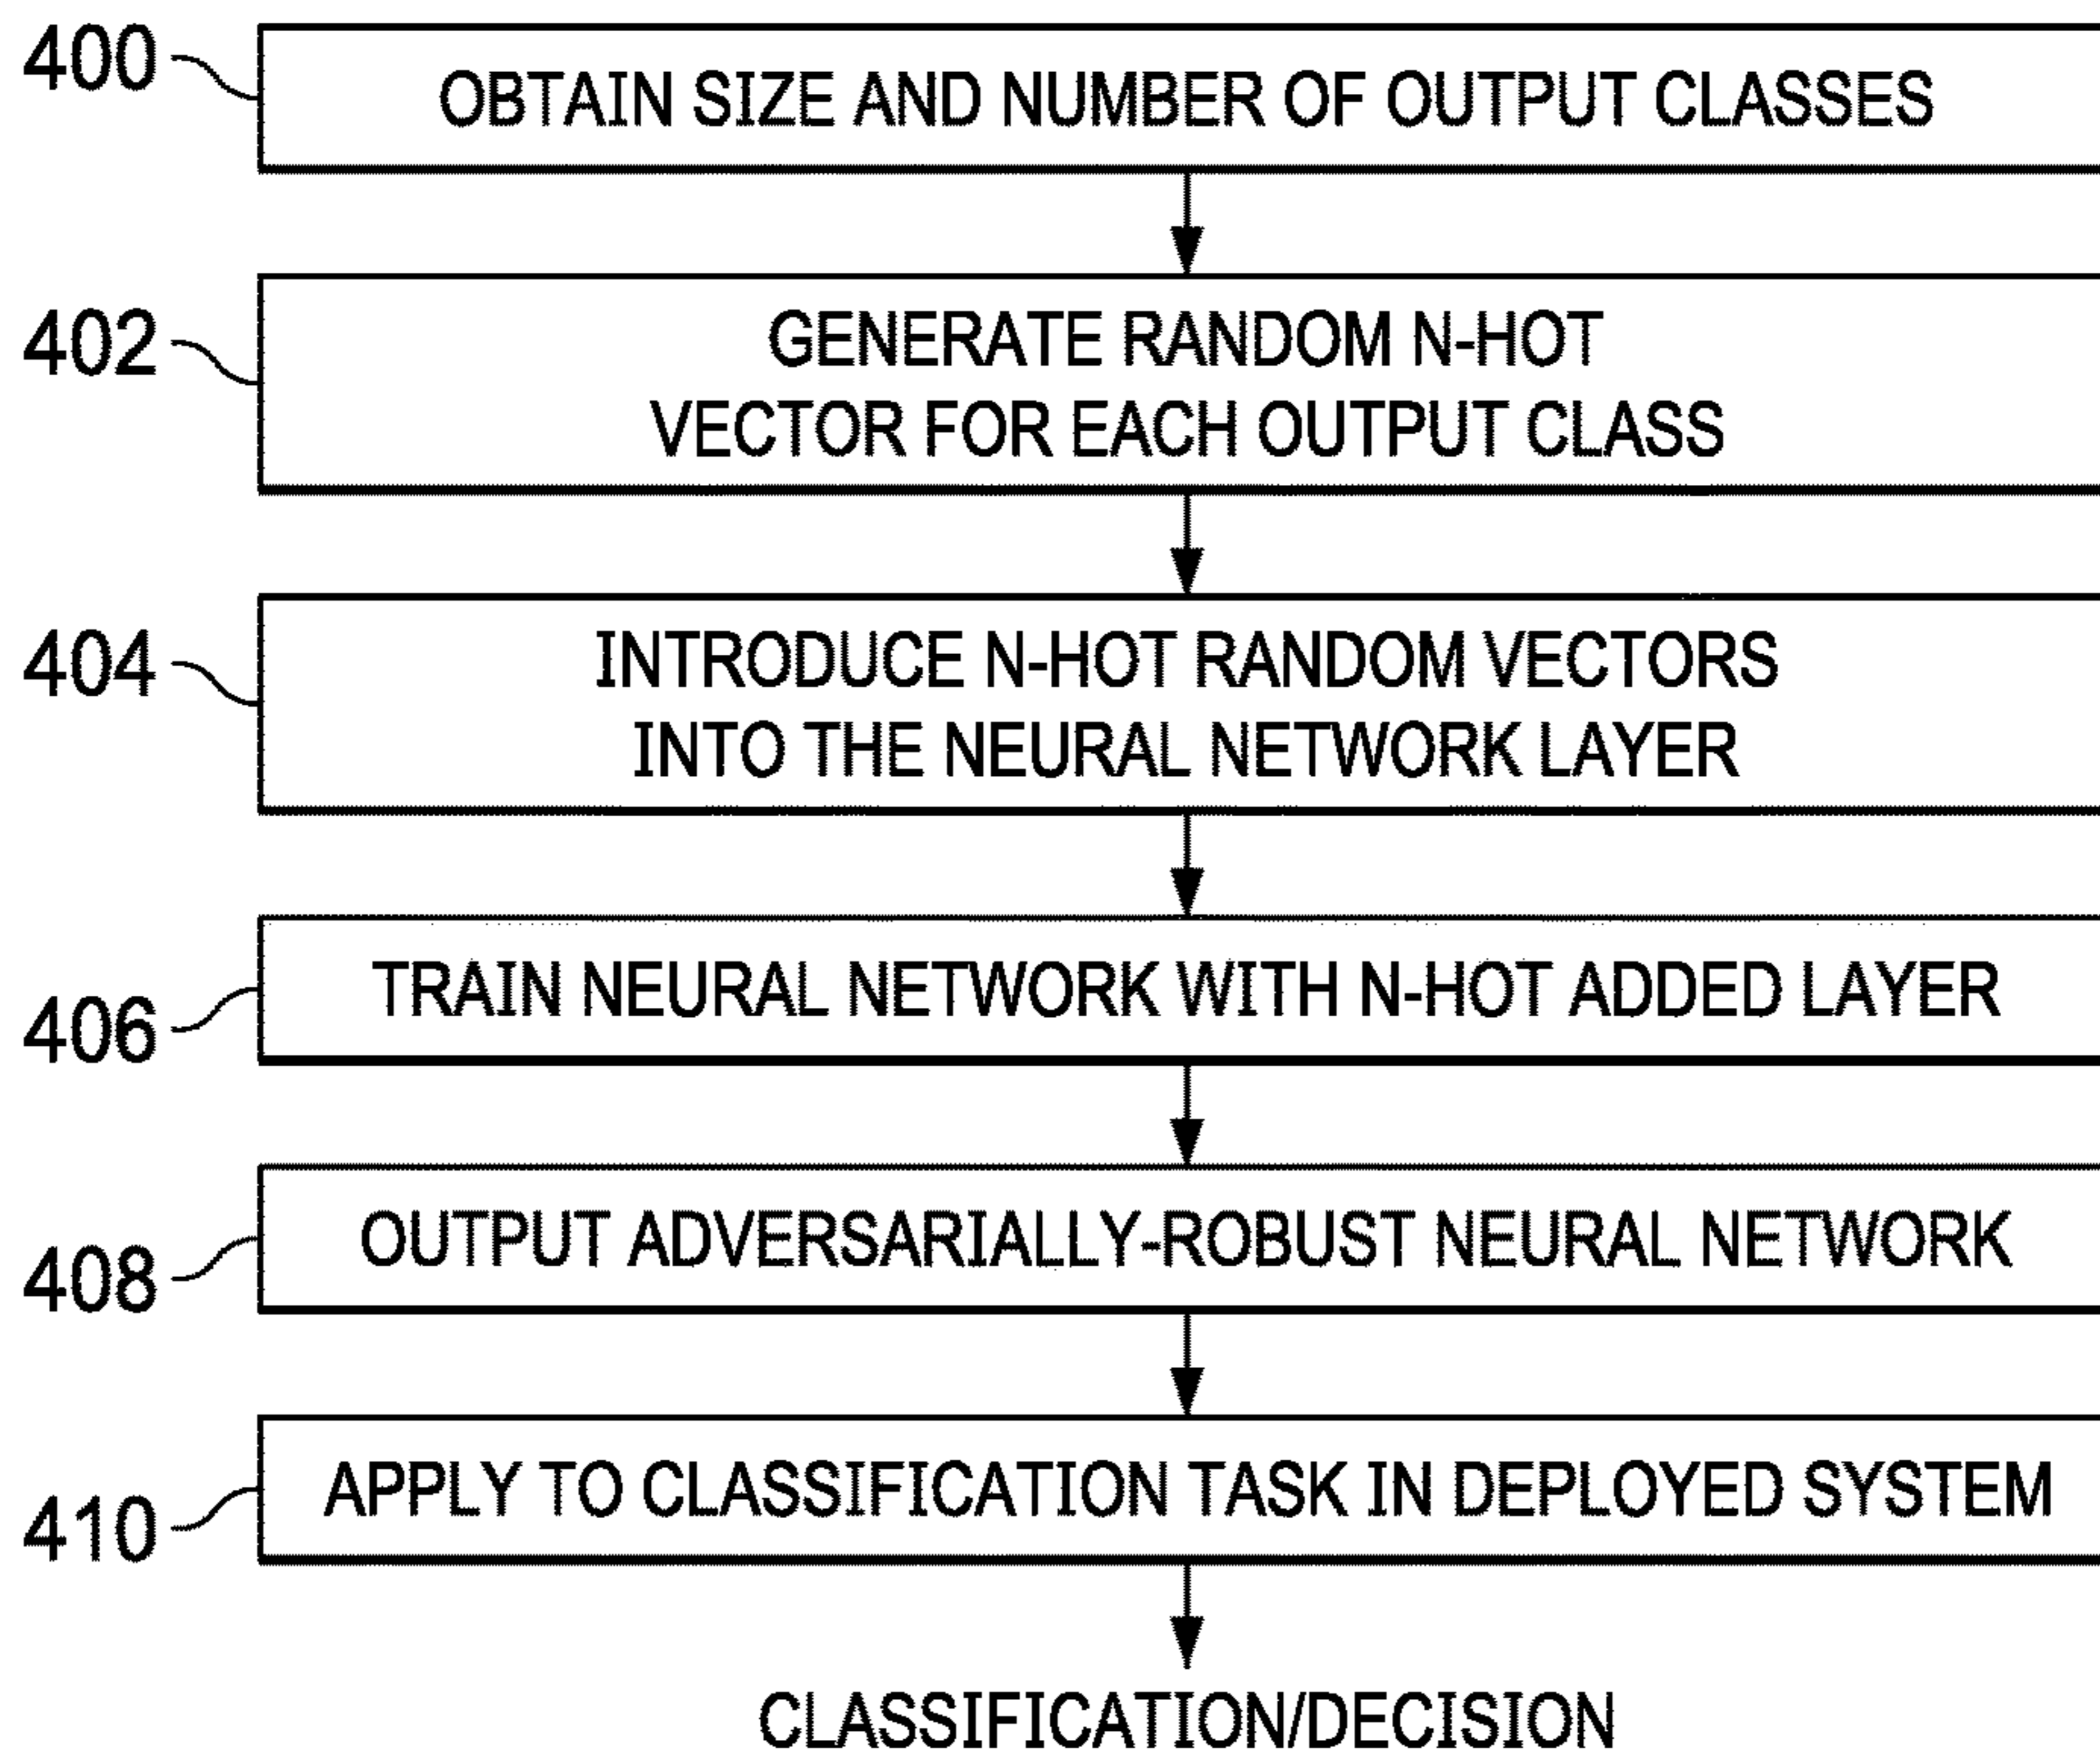 400
OBTAIN SIZE AND NUMBER OF OUTPUT CLASSES
402
GENERATE RANDOM N-HOT
VECTOR FOR EACH OUTPUT CLASS
404
INTRODUCE N-HOT RANDOM VECTORS
INTO THE NEURAL NETWORK LAYER
406
TRAIN NEURAL NETWORK WITH N-HOT ADDED LAYER
408
OUTPUT ADVERSARIALLY-ROBUST NEURAL NETWORK
410
APPLY TO CLASSIFICATION TASK IN DEPLOYED SYSTEM
CLASSIFICATION/DECISION